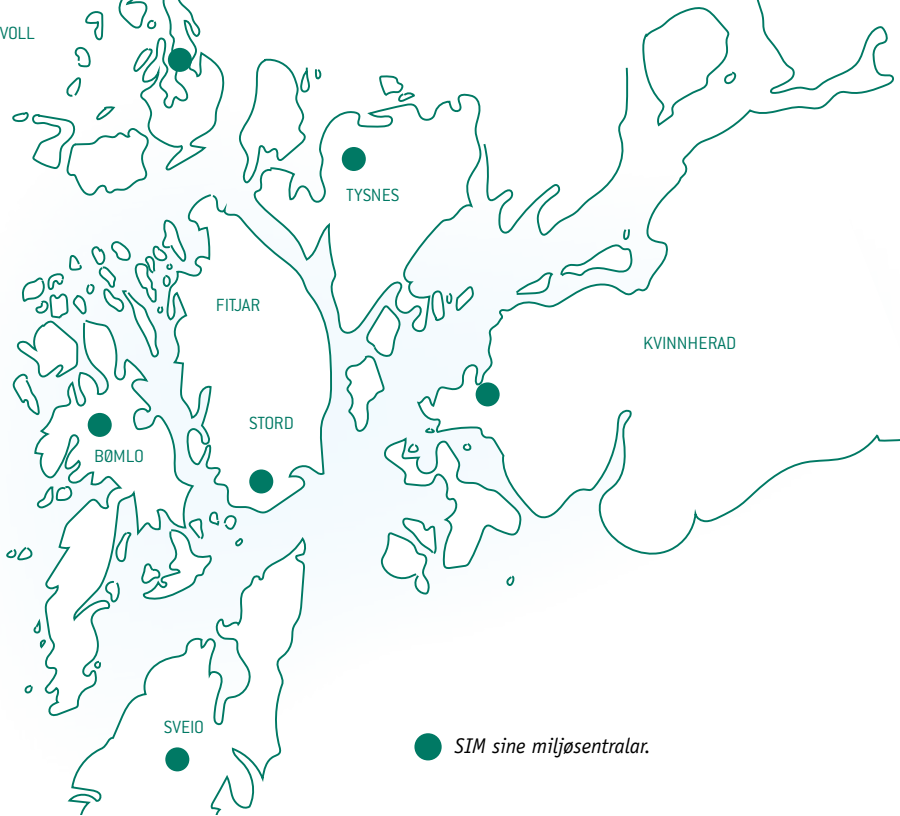 VOLL
TYSNES
FITJAR
KVINNHERAD
STORD
BØMLO
SVEIO
SIM sine miljøsentralar.